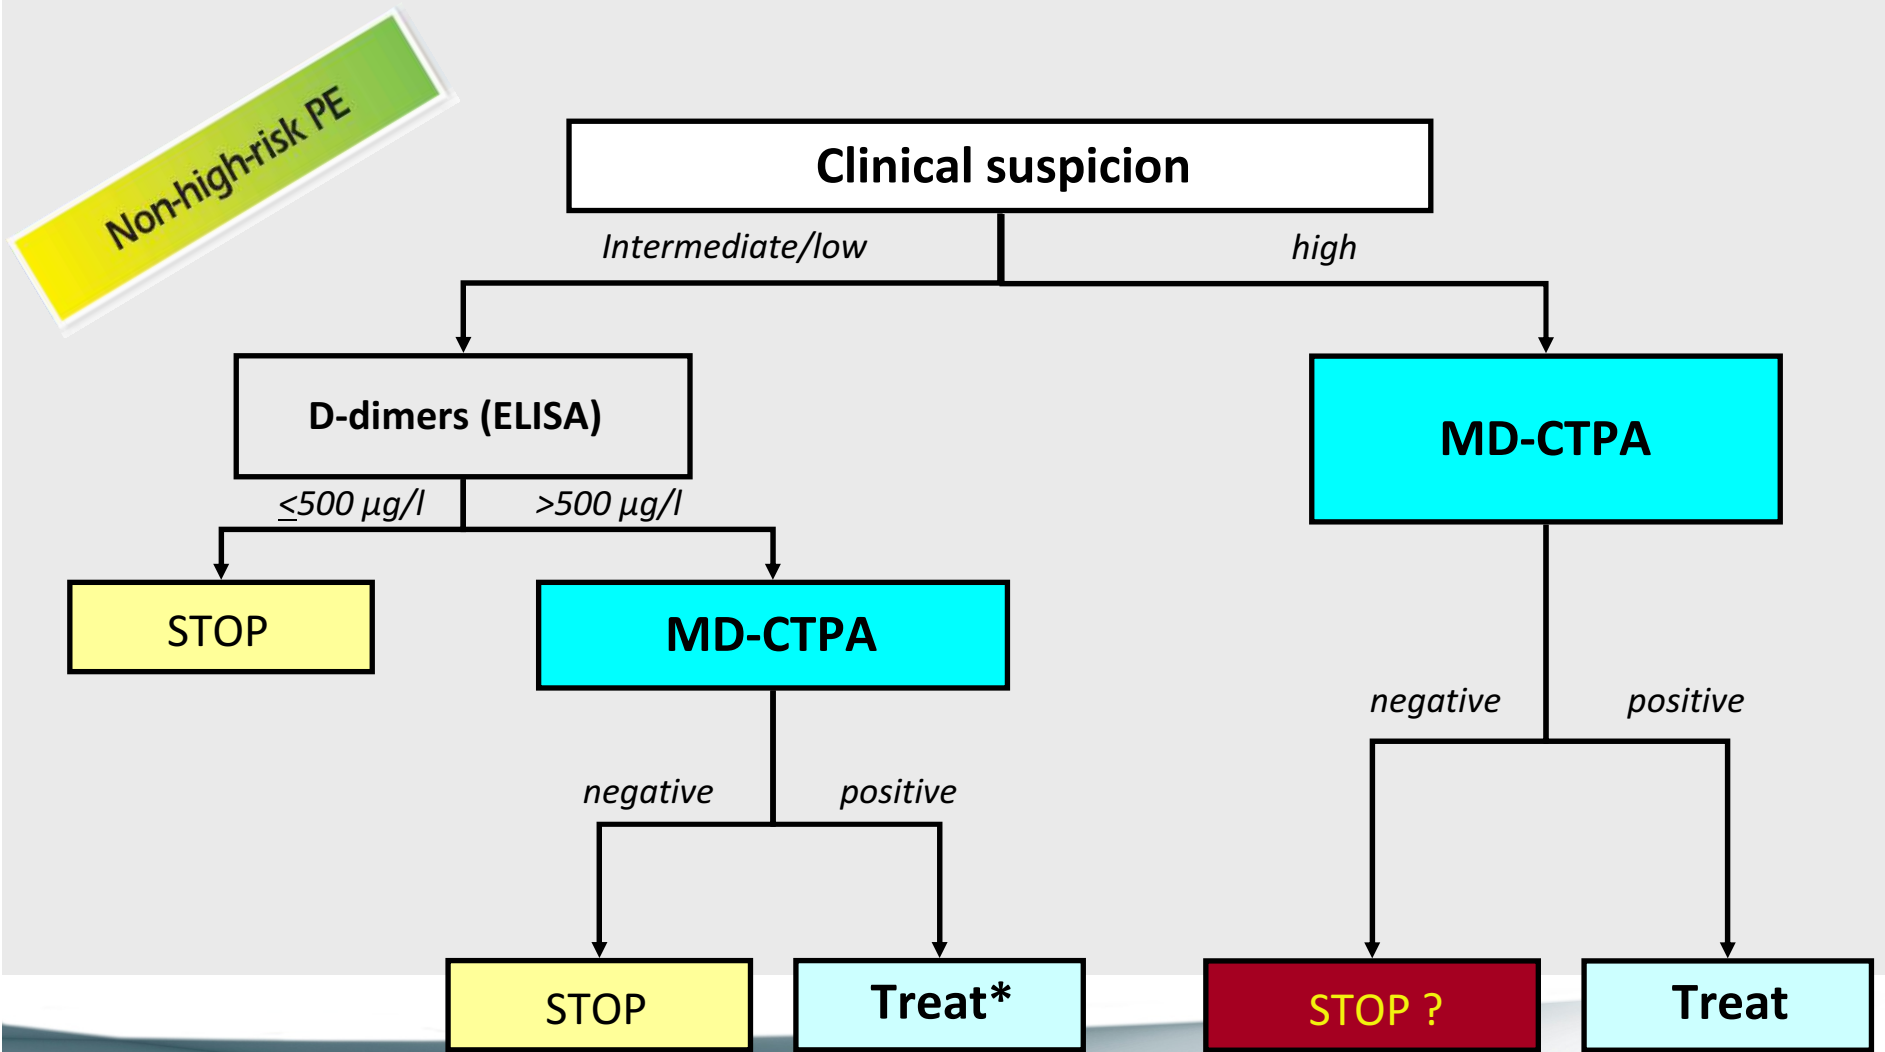 Non-high-risk PE
Clinical suspicion
Intermediate/low
high
D-dimers (ELISA)
MD-CTPA
≤500 μg/l
>500 μg/l
STOP
MD-CTPA
negative
positive
negative
positive
STOP
Treat*
STOP ?
Treat